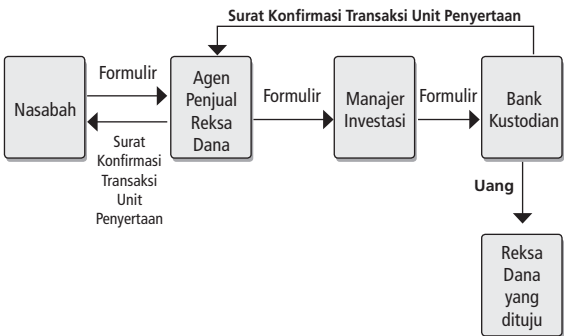 Surat Konfirmasi Transaksi Unit Penyertaan
Nasabah
Formulir
Surat
Konfirmasi
Transaksi
Unit
Penyertaan
Agen
Penjual
Reksa
Dana
Formulir
Manajer
Investasi
Formulir
Bank
Kustodian
Uang
Reksa
Dana
yang
dituju